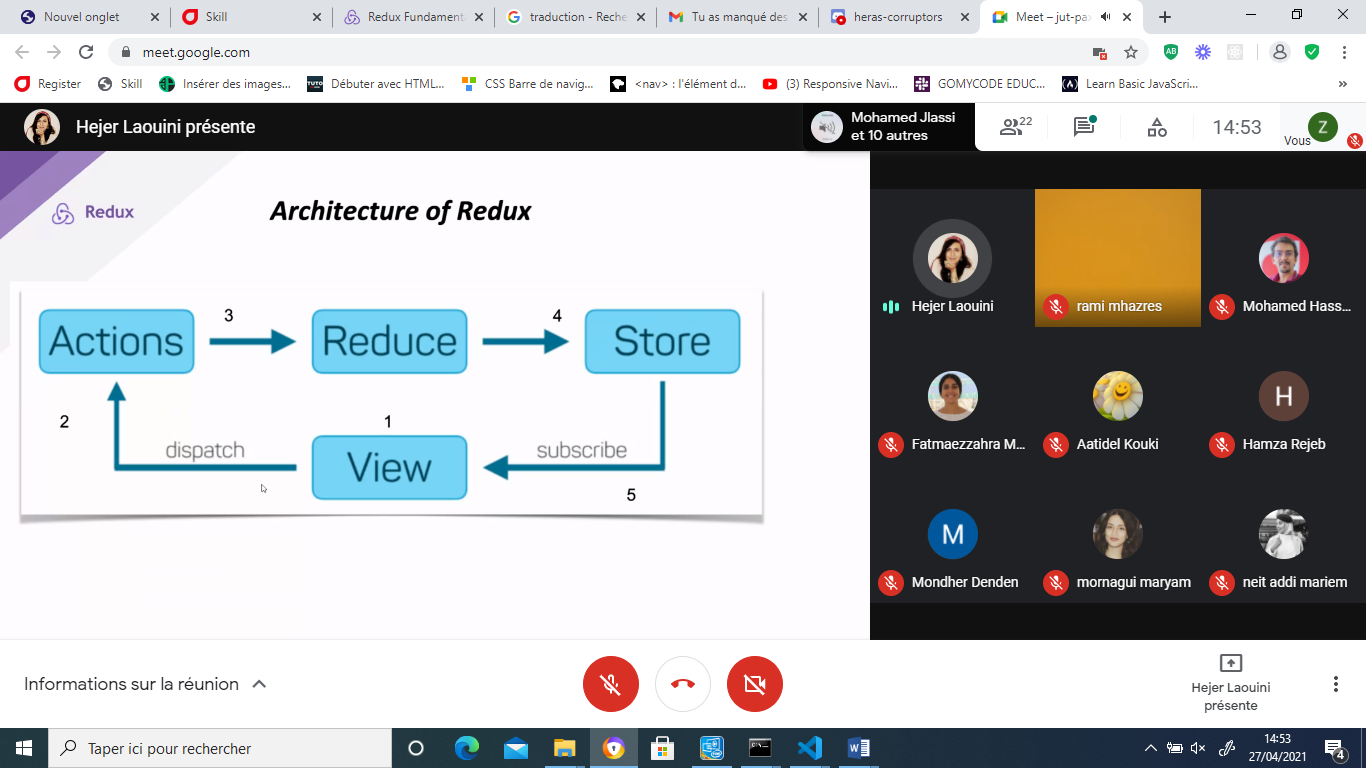 Nouvel onglet
Skill
Redux Fundament
traduction - Reche
Tu as manqué des
heras-corruptors
Meet – jut-pa
meet.google.com
Register
Skill
Insérer des images...
Débuter avec HTML...
CSS Barre de navig...
<nav> : l'élément d...
(3) Responsive Navi...
GOMYCODE EDUC...
Learn Basic JavaScri...
»
Hejer Laouini présente
Mohamed Jlassi
et 10 autres
22
14:53
Vous
Z
Redux
Architecture of Redux
Actions
3
Reduce
4
Store
2
dispatch
1
View
subscribe
5
Hejer Laouini
rami mhazres
Mohamed Hass...
Fatmaezzahra M...
Aatidel Kouki
H
Hamza Rejeb
M
Mondher Denden
mornagui maryam
neit addi mariem
Informations sur la réunion
Hejer Laouini
présente
Taper ici pour rechercher
14:53
27/04/2021
4